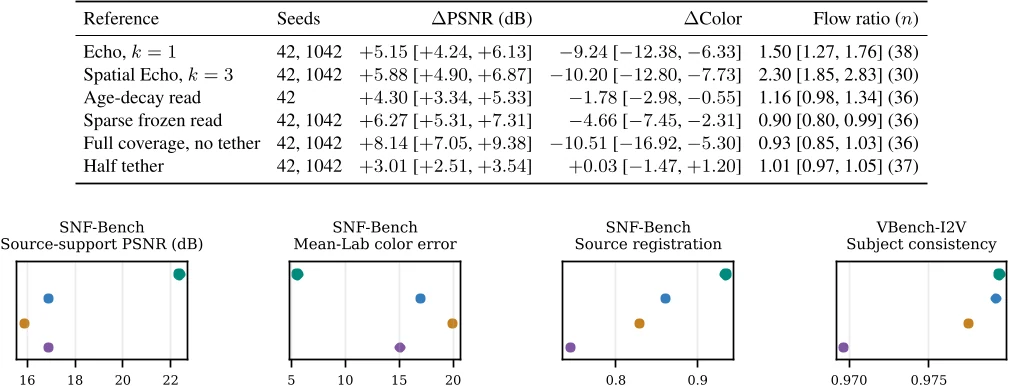 Reference Seeds ΔPSNR (dB) ΔColor Flow ratio (n)
Echo, k = 1 42, 1042 +5.15 [+4.24, +6.13] −9.24 [−12.38, −6.33] 1.50 [1.27, 1.76] (38)
Spatial Echo, k = 3 42, 1042 +5.88 [+4.90, +6.87] −10.20 [−12.80, −7.73] 2.30 [1.85, 2.83] (30)
Age-decay read 42 +4.30 [+3.34, +5.33] −1.78 [−2.98, −0.55] 1.16 [0.98, 1.34] (36)
Sparse frozen read 42, 1042 +6.27 [+5.31, +7.31] −4.66 [−7.45, −2.31] 0.90 [0.80, 0.99] (36)
Full coverage, no tether 42, 1042 +8.14 [+7.05, +9.38] −10.51 [−16.92, −5.30] 0.93 [0.85, 1.03] (36)
Half tether 42, 1042 +3.01 [+2.51, +3.54] +0.03 [−1.47, +1.20] 1.01 [0.97, 1.05] (37)
SNF-Bench
Source-support PSNR (dB)
16 18 20 22
SNF-Bench
Mean-Lab color error
5 10 15 20
SNF-Bench
Source registration
0.8 0.9
VBench-I2V
Subject consistency
0.970 0.975